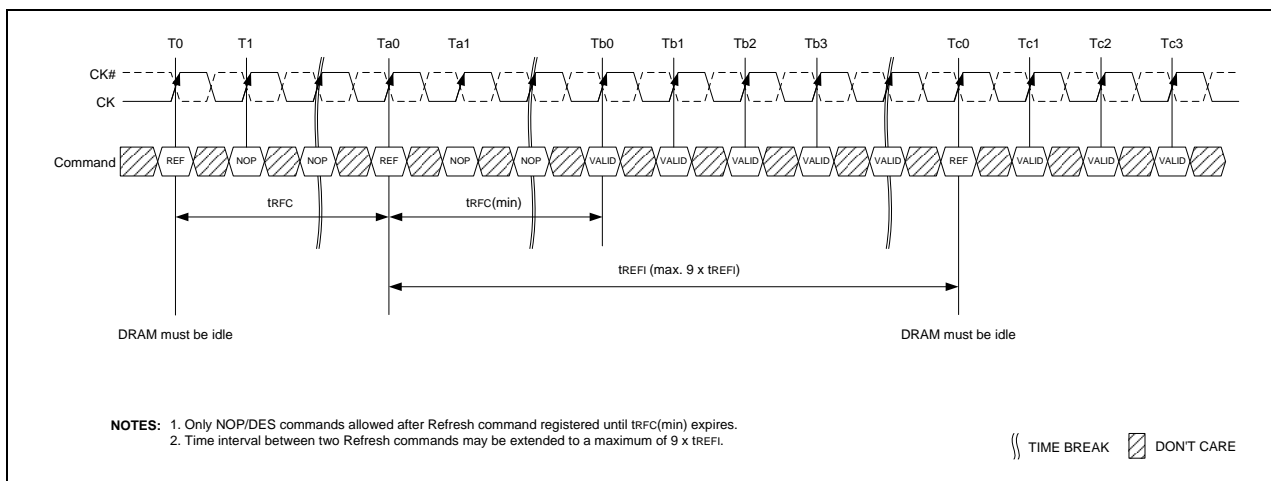 T0 T1 Ta0 Ta1 Tb0 Tb1 Tb2 Tb3 Tc0 Tc1 Tc2 Tc3
CK#
CK
Command REF NOP NOP REF NOP NOP VALID VALID VALID VALID VALID REF VALID VALID VALID
tRFC tRFC(min)
tREFI (max. 9 x tREFI)
DRAM must be idle DRAM must be idle
NOTES: 1. Only NOP/DES commands allowed after Refresh command registered until tRFC(min) expires.
2. Time interval between two Refresh commands may be extended to a maximum of 9 x tREFI.
TIME BREAK DON'T CARE